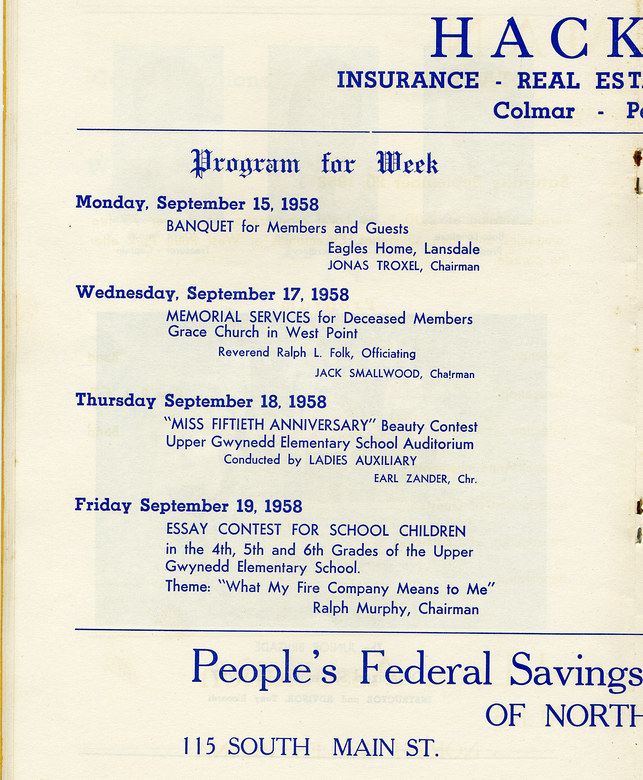 HACK
INSURANCE - REAL EST
Colmar - P
Program for Week
Monday, September 15, 1958
BANQUET for Members and Guests
Eagles Home, Lansdale
JONAS TROXEL, Chairman
Wednesday, September 17, 1958
MEMORIAL SERVICES for Deceased Members
Grace Church in West Point
Reverend Ralph L. Folk, Officiating
JACK SMALLWOOD, Chairman
Thursday September 18, 1958
"MISS FIFTIETH ANNIVERSARY" Beauty Contest
Upper Gwynedd Elementary School Auditorium
Conducted by LADIES AUXILIARY
EARL ZANDER, Chr.
Friday September 19, 1958
ESSAY CONTEST FOR SCHOOL CHILDREN
in the 4th, 5th and 6th Grades of the Upper
Gwynedd Elementary School.
Theme: "What My Fire Company Means to Me"
Ralph Murphy, Chairman
People's Federal Savings
OF NORTH
115 SOUTH MAIN ST.